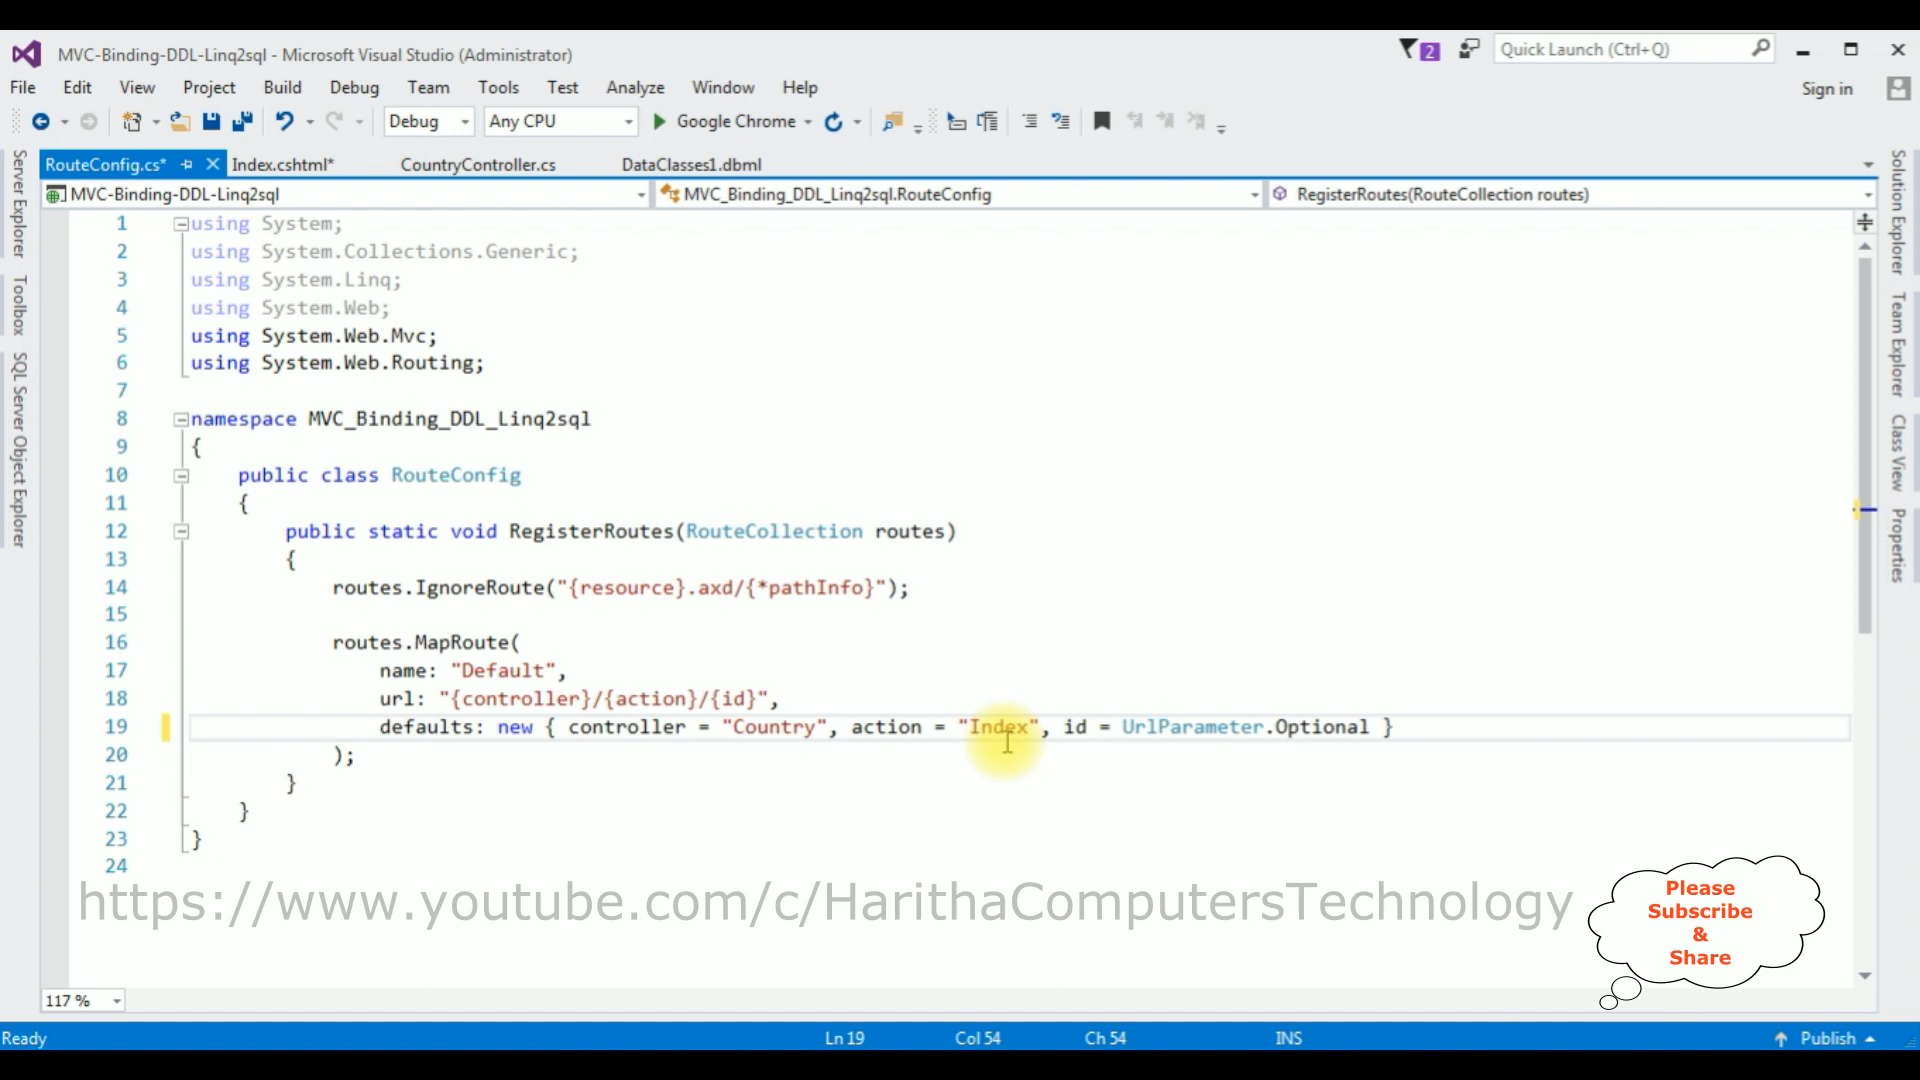 MVC-Binding-DDL-Linq2sql - Microsoft Visual Studio (Administrator)
2
Quick Launch (Ctrl+Q)
File Edit View Project Build Debug Team Tools Test Analyze Window Help
Sign in
Debug Any CPU Google Chrome
RouteConfig.cs* Index.cshtml* CountryController.cs DataClasses1.dbml
MVC-Binding-DDL-Linq2sql MVC_Binding_DDL_Linq2sql.RouteConfig RegisterRoutes(RouteCollection routes)
Server Explorer
Toolbox
SQL Server Object Explorer
Solution Explorer
Team Explorer
Class View
Properties
1 using System;
2 using System.Collections.Generic;
3 using System.Linq;
4 using System.Web;
5 using System.Web.Mvc;
6 using System.Web.Routing;
7
8 namespace MVC_Binding_DDL_Linq2sql
9 {
10 public class RouteConfig
11 {
12 public static void RegisterRoutes(RouteCollection routes)
13 {
14 routes.IgnoreRoute("{resource}.axd/{*pathInfo}");
15
16 routes.MapRoute(
17 name: "Default",
18 url: "{controller}/{action}/{id}",
19 defaults: new { controller = "Country", action = "Index", id = UrlParameter.Optional }
20 );
21 }
22 }
23 }
24
https://www.youtube.com/c/HarithaComputersTechnology
Please
Subscribe
&
Share
117 %
Ready Ln 19 Col 54 Ch 54 INS Publish